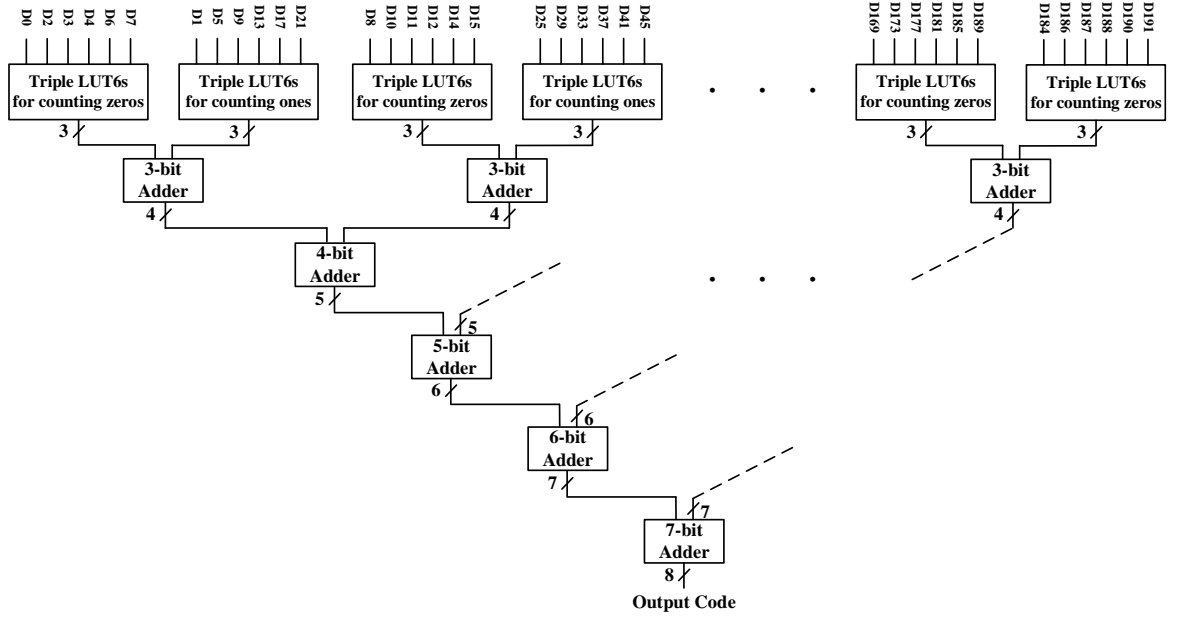 D0 D2 D3 D4 D6 D7 D1 D5 D9 D13 D17 D21 D8 D10 D11 D12 D14 D15 D25 D29 D33 D37 D41 D45 D169 D173 D177 D181 D185 D189 D184 D186 D187 D188 D190 D191
Triple LUT6s
for counting zeros
Triple LUT6s
for counting ones
Triple LUT6s
for counting zeros
Triple LUT6s
for counting ones
. . .
Triple LUT6s
for counting zeros
Triple LUT6s
for counting zeros
3 3 3 3 3 3
3-bit
Adder
3-bit
Adder
3-bit
Adder
4 4 4
4-bit
Adder
. . .
5 5
5-bit
Adder
6 6
6-bit
Adder
7 7
7-bit
Adder
8
Output Code